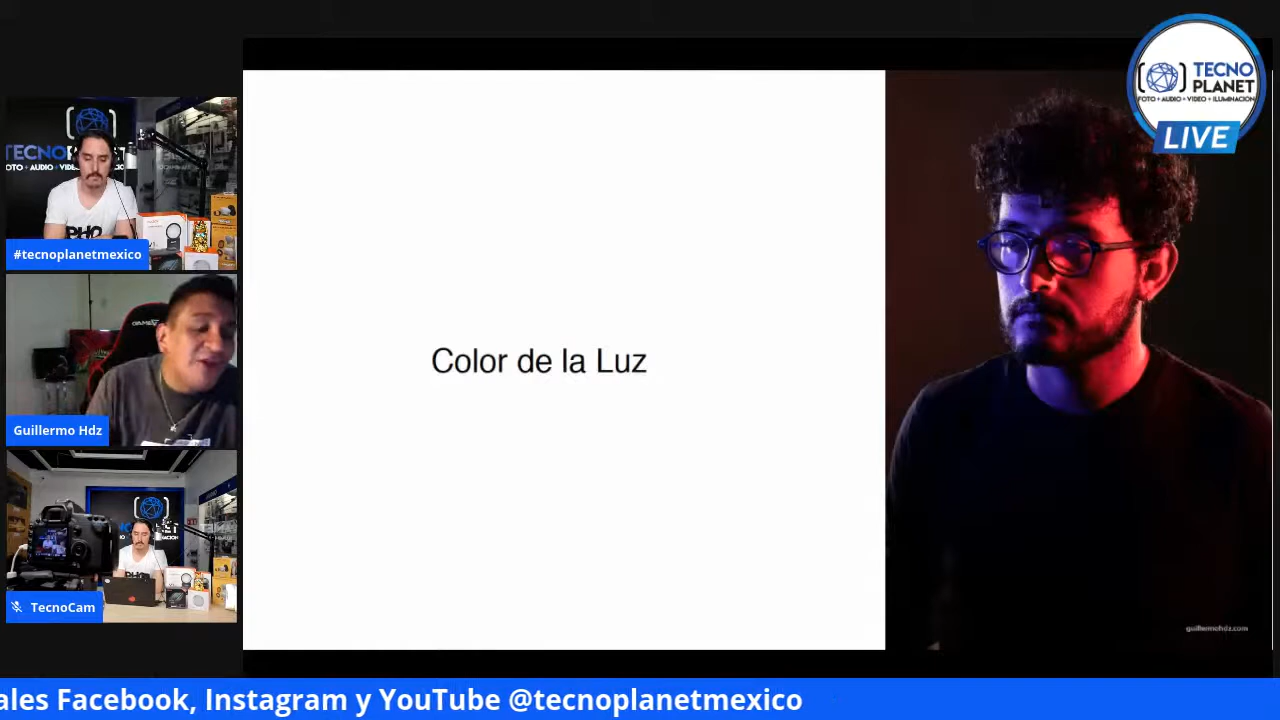 TECNO
PLANET
FOTO + AUDIO + VIDEO + ILUMINACIÓN
LIVE
#tecnoplanetmexico
Guillermo Hdz
TecnoCam
Color de la Luz
guillermohdz.com
ales Facebook, Instagram y YouTube @tecnoplanetmexico